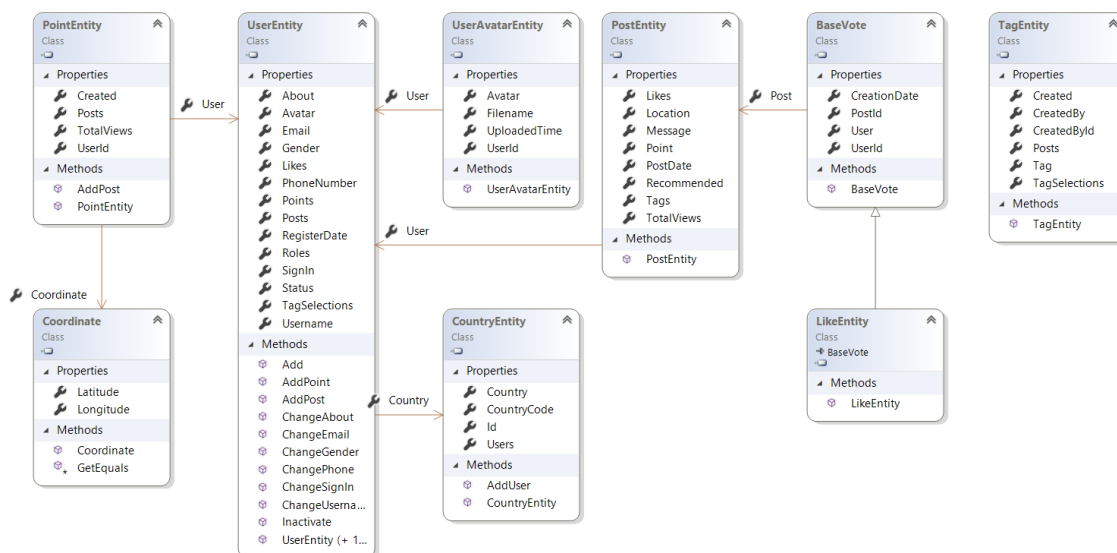 PointEntity
Class
Properties
Created
Posts
TotalViews
UserId
Methods
AddPost
PointEntity
User
Coordinate
Coordinate
Class
Properties
Latitude
Longitude
Methods
Coordinate
GetEquals
UserEntity
Class
Properties
About
Avatar
Email
Gender
Likes
PhoneNumber
Points
Posts
RegisterDate
Roles
SignIn
Status
TagSelections
Username
Methods
Add
AddPoint
AddPost
ChangeAbout
ChangeEmail
ChangeGender
ChangePhone
ChangeSignIn
ChangeUserna...
Inactivate
UserEntity (+ 1...
User
User
Country
UserAvatarEntity
Class
Properties
Avatar
Filename
UploadedTime
UserId
Methods
UserAvatarEntity
CountryEntity
Class
Properties
Country
CountryCode
Id
Users
Methods
AddUser
CountryEntity
PostEntity
Class
Properties
Likes
Location
Message
Point
PostDate
Recommended
Tags
TotalViews
Methods
PostEntity
Post
BaseVote
Class
Properties
CreationDate
PostId
User
UserId
Methods
BaseVote
LikeEntity
Class
BaseVote
Methods
LikeEntity
TagEntity
Class
Properties
Created
CreatedBy
CreatedById
Posts
Tag
TagSelections
Methods
TagEntity